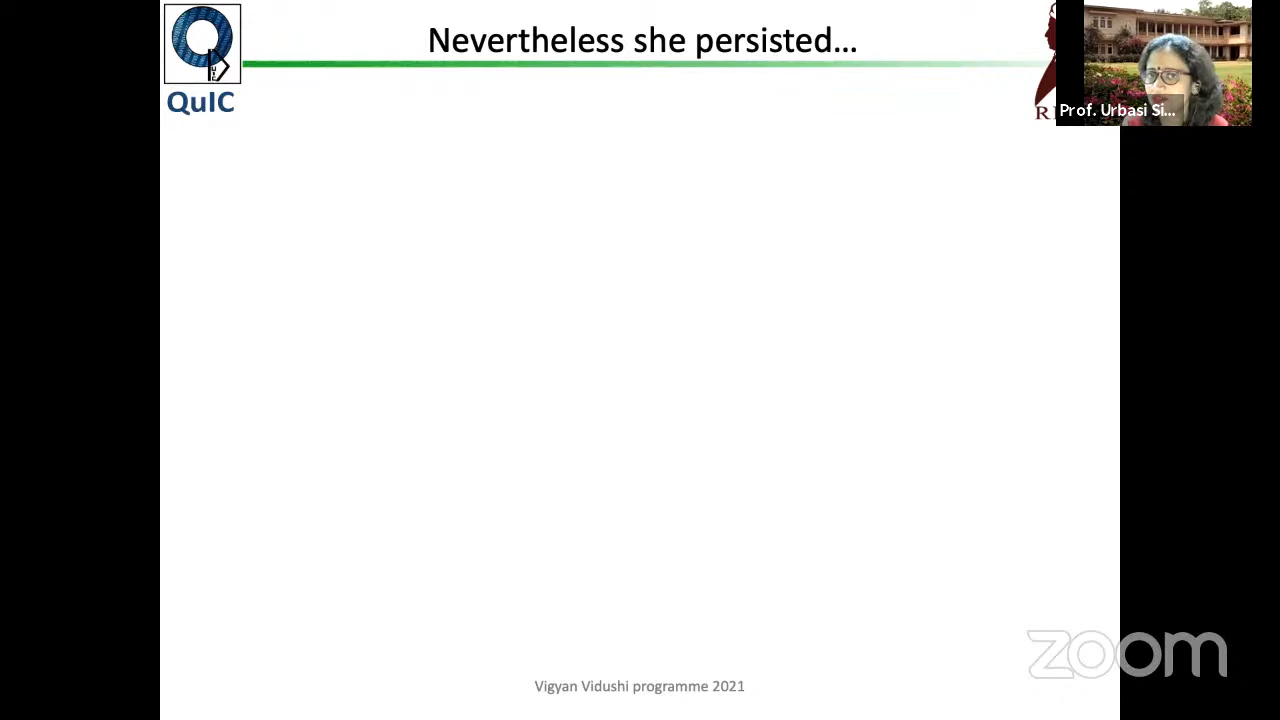 Nevertheless she persisted…
QuIC
Prof. Urbasi Si...
Vigyan Vidushi programme 2021
zoom